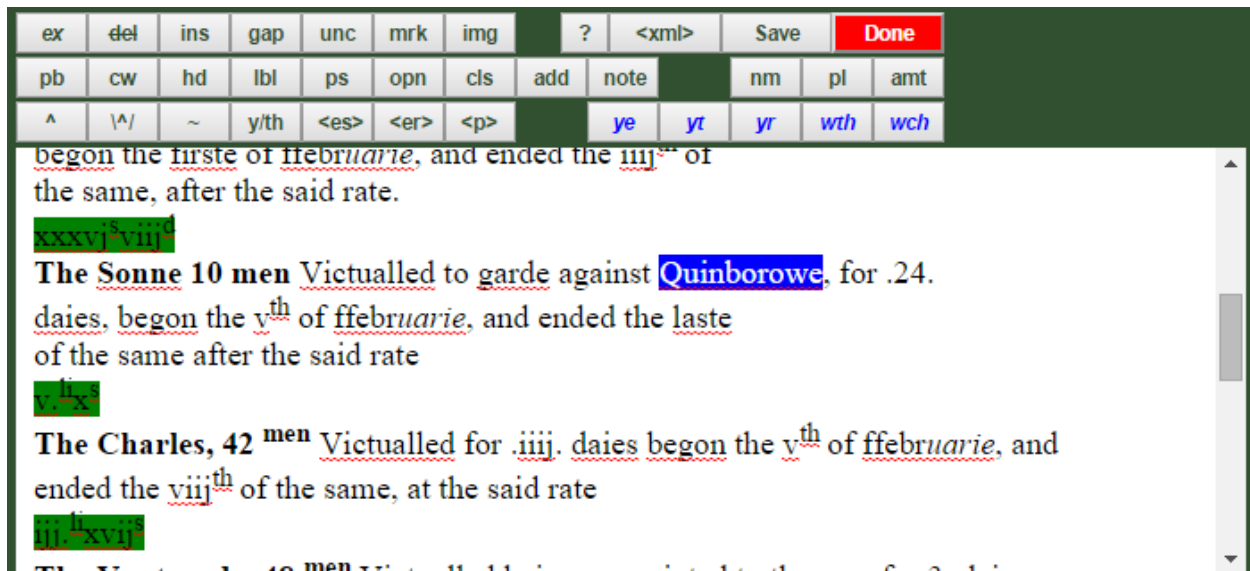 ex del ins gap unc mrk img ? <xml> Save Done
pb cw hd lbl ps opn cls add note nm pl amt
^ \^/ ~ y/th <es> <er> <p> ye yt yr wth wch
begon the firste of ffebruarie, and ended the iiijth of
the same, after the said rate.
xxxvjsviijd
The Sonne 10 men Victualled to garde against Quinborowe, for .24.
daies, begon the vth of ffebruarie, and ended the laste
of the same after the said rate
v.lixs
The Charles, 42 men Victualled for .iiij. daies begon the vth of ffebruarie, and
ended the viijth of the same, at the said rate
iij.lixvijs
men Victualled